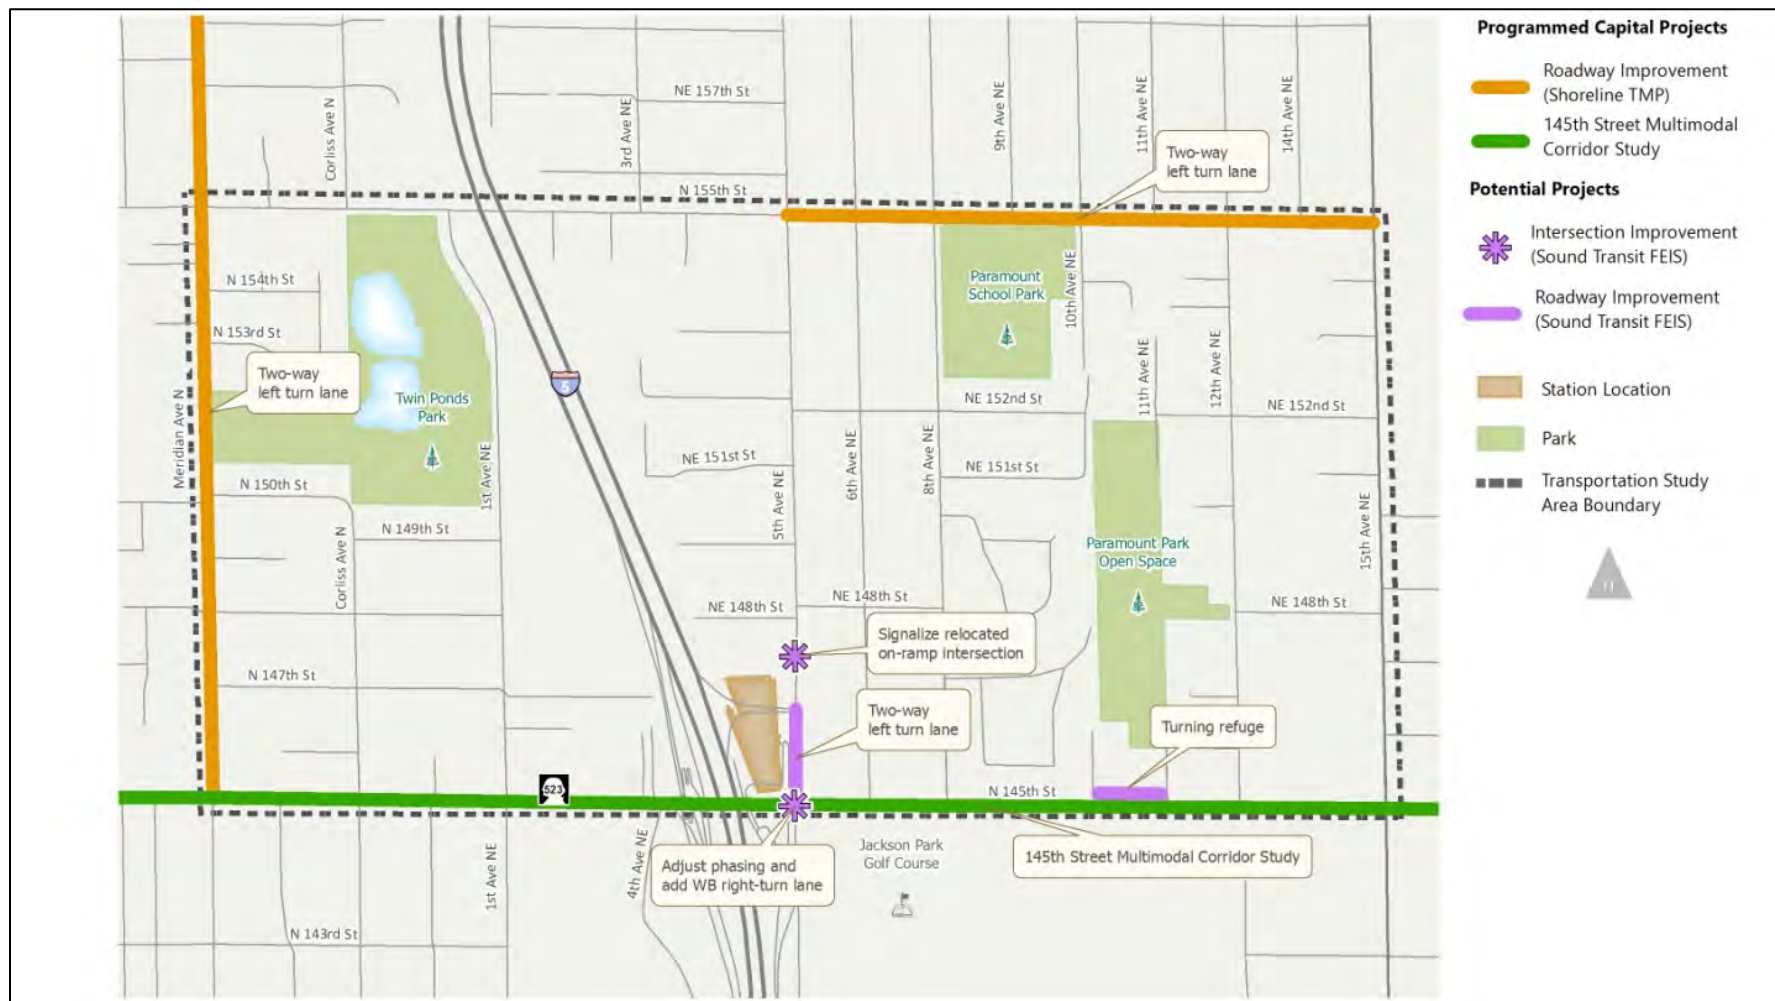 Programmed Capital Projects
Roadway Improvement
(Shoreline TMP)
145th Street Multimodal
Corridor Study
Potential Projects
Intersection Improvement
(Sound Transit FEIS)
Roadway Improvement
(Sound Transit FEIS)
Station Location
Park
Transportation Study
Area Boundary
NE 157th St
Corliss Ave N
3rd Ave NE
9th Ave NE
11th Ave NE
14th Ave NE
Two-way
left turn lane
N 155th St
N 154th St
N 153rd St
Two-way
left turn lane
Twin Ponds
Park
Meridian Ave N
N 150th St
N 149th St
1st Ave NE
Corliss Ave N
5
Paramount
School Park
10th Ave NE
NE 152nd St
NE 152nd St
11th Ave NE
12th Ave NE
NE 151st St
NE 151st St
5th Ave NE
6th Ave NE
8th Ave NE
15th Ave NE
Paramount Park
Open Space
NE 148th St
NE 148th St
NE 148th St
Signalize relocated
on-ramp intersection
N 147th St
Two-way
left turn lane
Turning refuge
523
N 145th St
145th Street Multimodal Corridor Study
Adjust phasing and
add WB right-turn lane
Jackson Park
Golf Course
4th Ave NE
1st Ave NE
N 143rd St